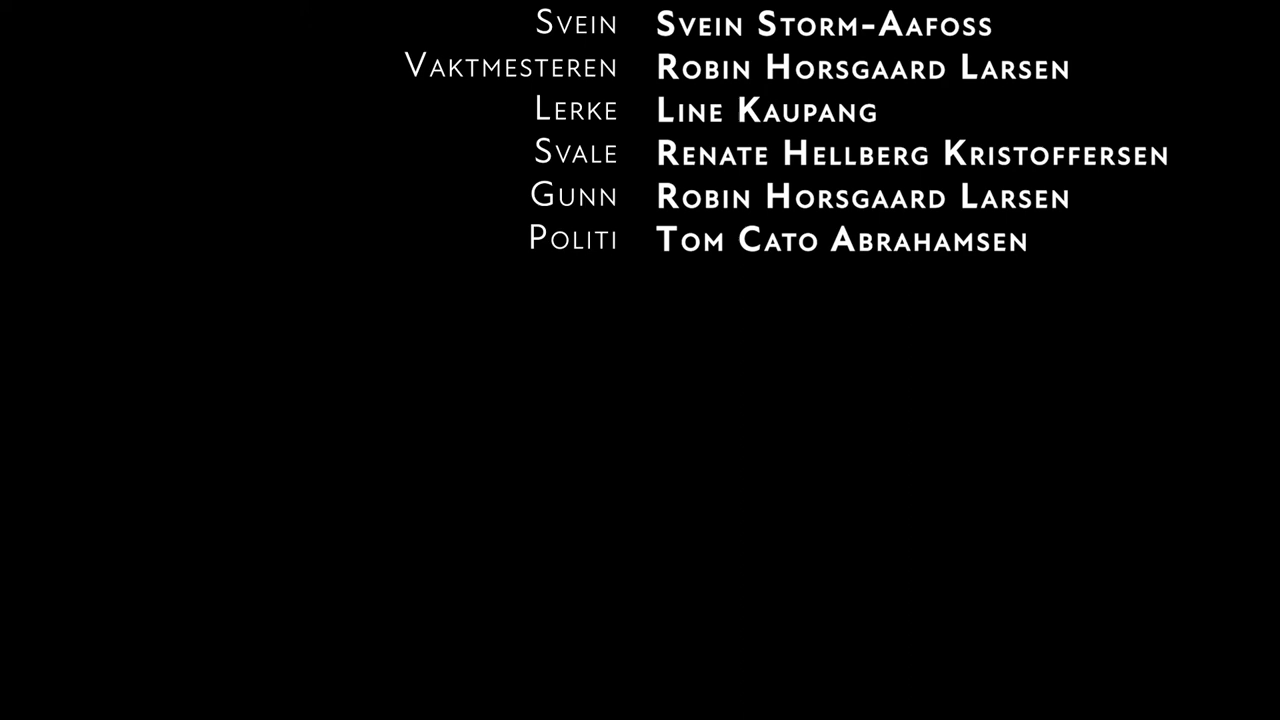 Svein Svein Storm-Aafoss
Vaktmesteren Robin Horsgaard Larsen
Lerke Line Kaupang
Svale Renate Hellberg Kristoffersen
Gunn Robin Horsgaard Larsen
Politi Tom Cato Abrahamsen